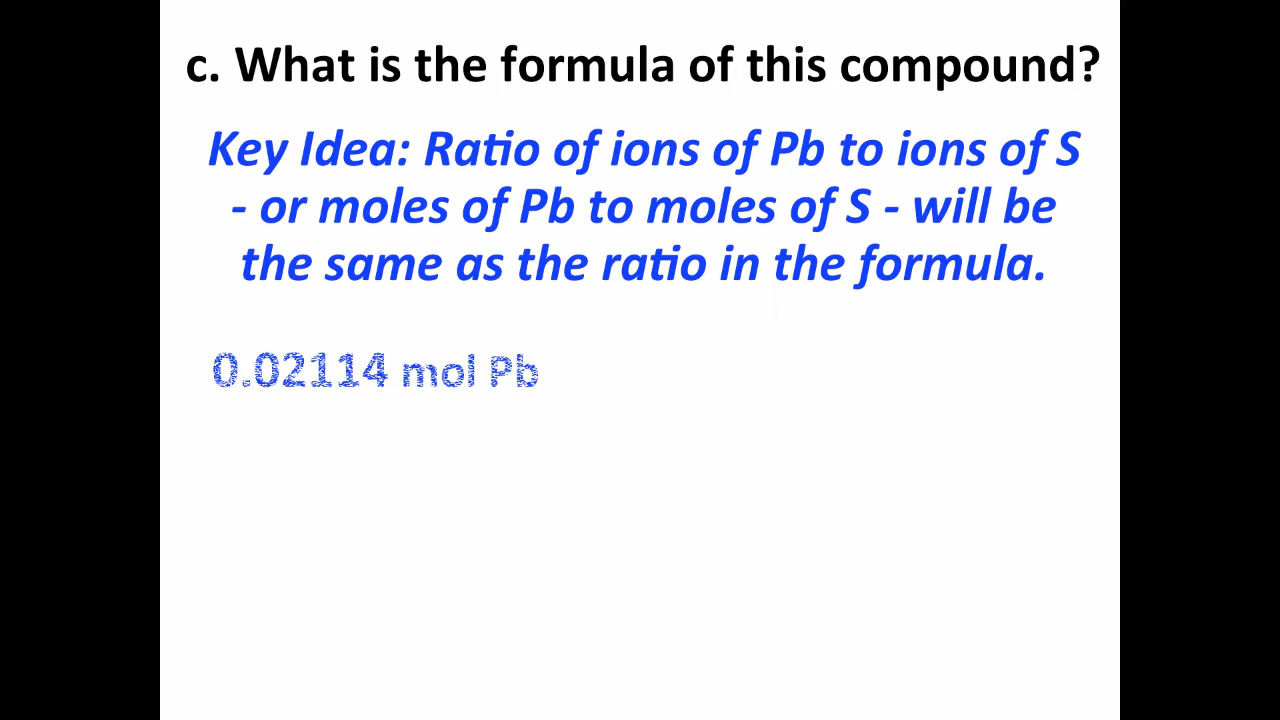 c. What is the formula of this compound?
Key Idea: Ratio of ions of Pb to ions of S
- or moles of Pb to moles of S - will be
the same as the ratio in the formula.
0.02114 mol Pb